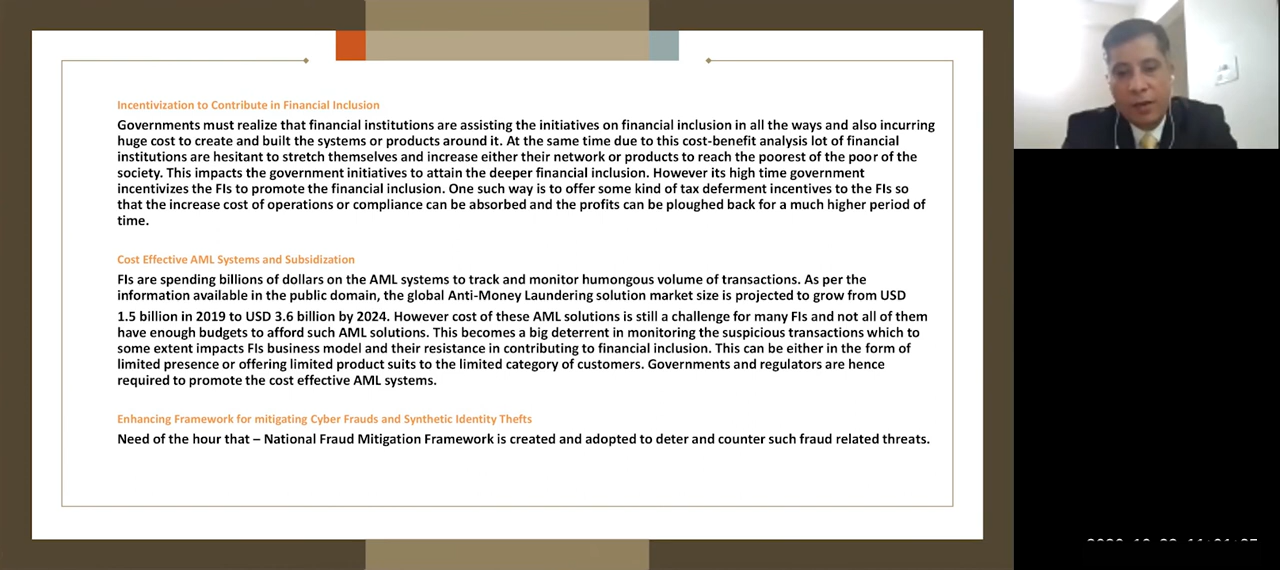 Incentivization to Contribute in Financial Inclusion
Governments must realize that financial institutions are assisting the initiatives on financial inclusion in all the ways and also incurring
huge cost to create and built the systems or products around it. At the same time due to this cost-benefit analysis lot of financial
institutions are hesitant to stretch themselves and increase either their network or products to reach the poorest of the poor of the
society. This impacts the government initiatives to attain the deeper financial inclusion. However its high time government
incentivizes the FIs to promote the financial inclusion. One such way is to offer some kind of tax deferment incentives to the FIs so
that the increase cost of operations or compliance can be absorbed and the profits can be ploughed back for a much higher period of
time.
Cost Effective AML Systems and Subsidization
FIs are spending billions of dollars on the AML systems to track and monitor humongous volume of transactions. As per the
information available in the public domain, the global Anti-Money Laundering solution market size is projected to grow from USD
1.5 billion in 2019 to USD 3.6 billion by 2024. However cost of these AML solutions is still a challenge for many FIs and not all of them
have enough budgets to afford such AML solutions. This becomes a big deterrent in monitoring the suspicious transactions which to
some extent impacts FIs business model and their resistance in contributing to financial inclusion. This can be either in the form of
limited presence or offering limited product suits to the limited category of customers. Governments and regulators are hence
required to promote the cost effective AML systems.
Enhancing Framework for mitigating Cyber Frauds and Synthetic Identity Thefts
Need of the hour that – National Fraud Mitigation Framework is created and adopted to deter and counter such fraud related threats.